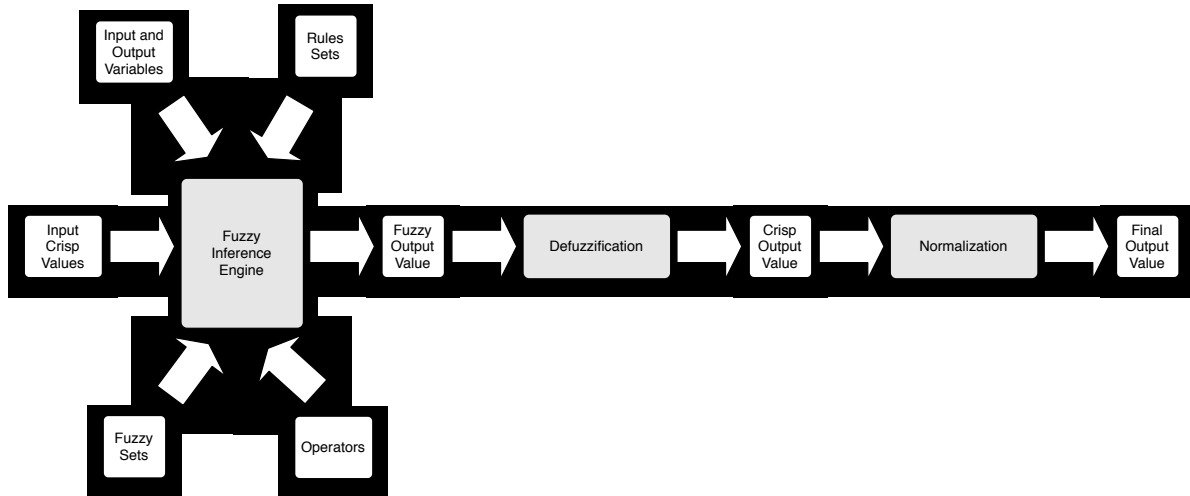 Input and
Output
Variables
Rules
Sets
Input
Crisp
Values
Fuzzy
Inference
Engine
Fuzzy
Output
Value
Defuzzification
Crisp
Output
Value
Normalization
Final
Output
Value
Fuzzy
Sets
Operators